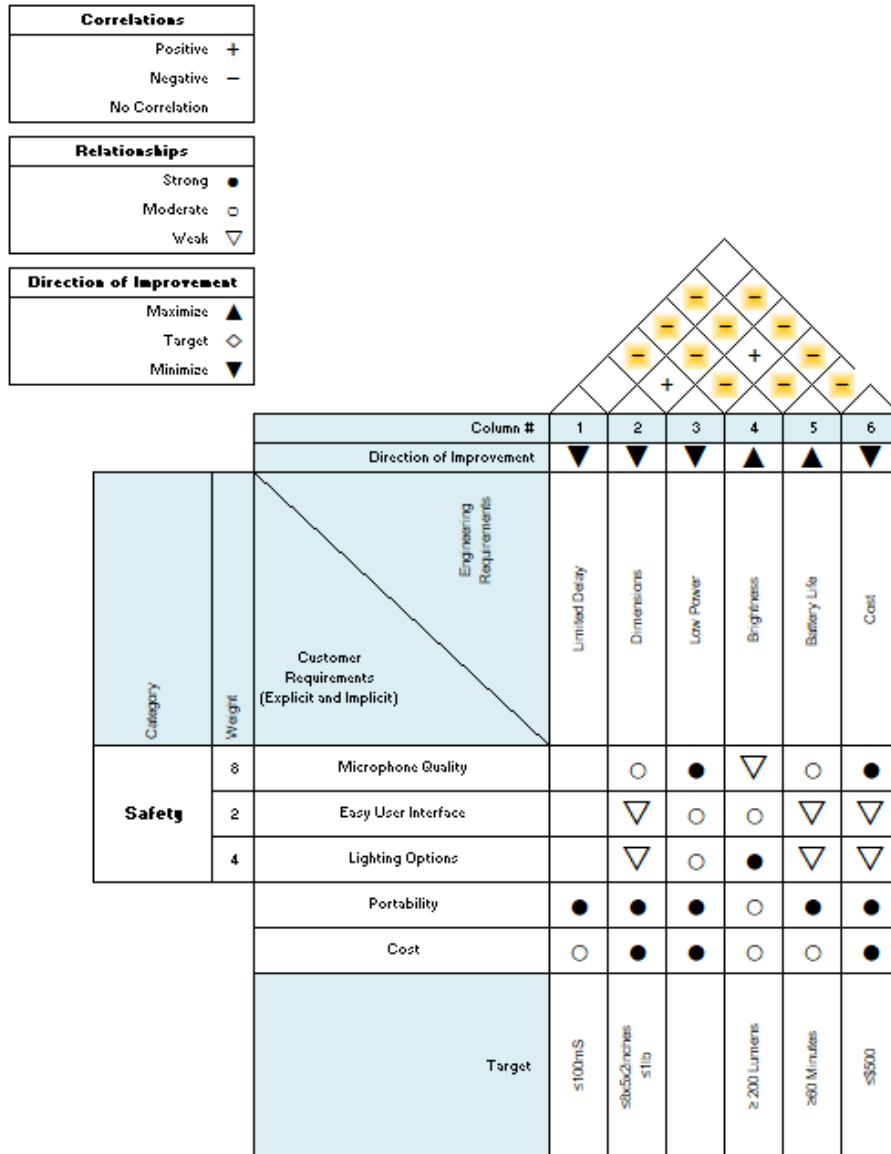 Correlations
Positive +
Negative −
No Correlation
Relationships
Strong ●
Moderate ○
Weak ▽
Direction of Improvement
Maximize ▲
Target ◇
Minimize ▼
− −
− − −
− − + −
+ − − −
Column # 1 2 3 4 5 6
Direction of Improvement ▼ ▼ ▼ ▲ ▲ ▼
Category
Weight
Engineering
Requirements
Customer
Requirements
(Explicit and Implicit)
Limited Delay
Dimensions
Low Power
Brightness
Battery Life
Cost
Safety
8 Microphone Quality ○ ● ▽ ○ ●
2 Easy User Interface ▽ ○ ○ ▽ ▽
4 Lighting Options ▽ ○ ● ▽ ▽
Portability ● ● ● ○ ● ●
Cost ○ ● ● ○ ○ ●
Target
≤100mS
≤8x5x2inches
≤1lb
≥ 200 Lumens
≥60 Minutes
≤$500